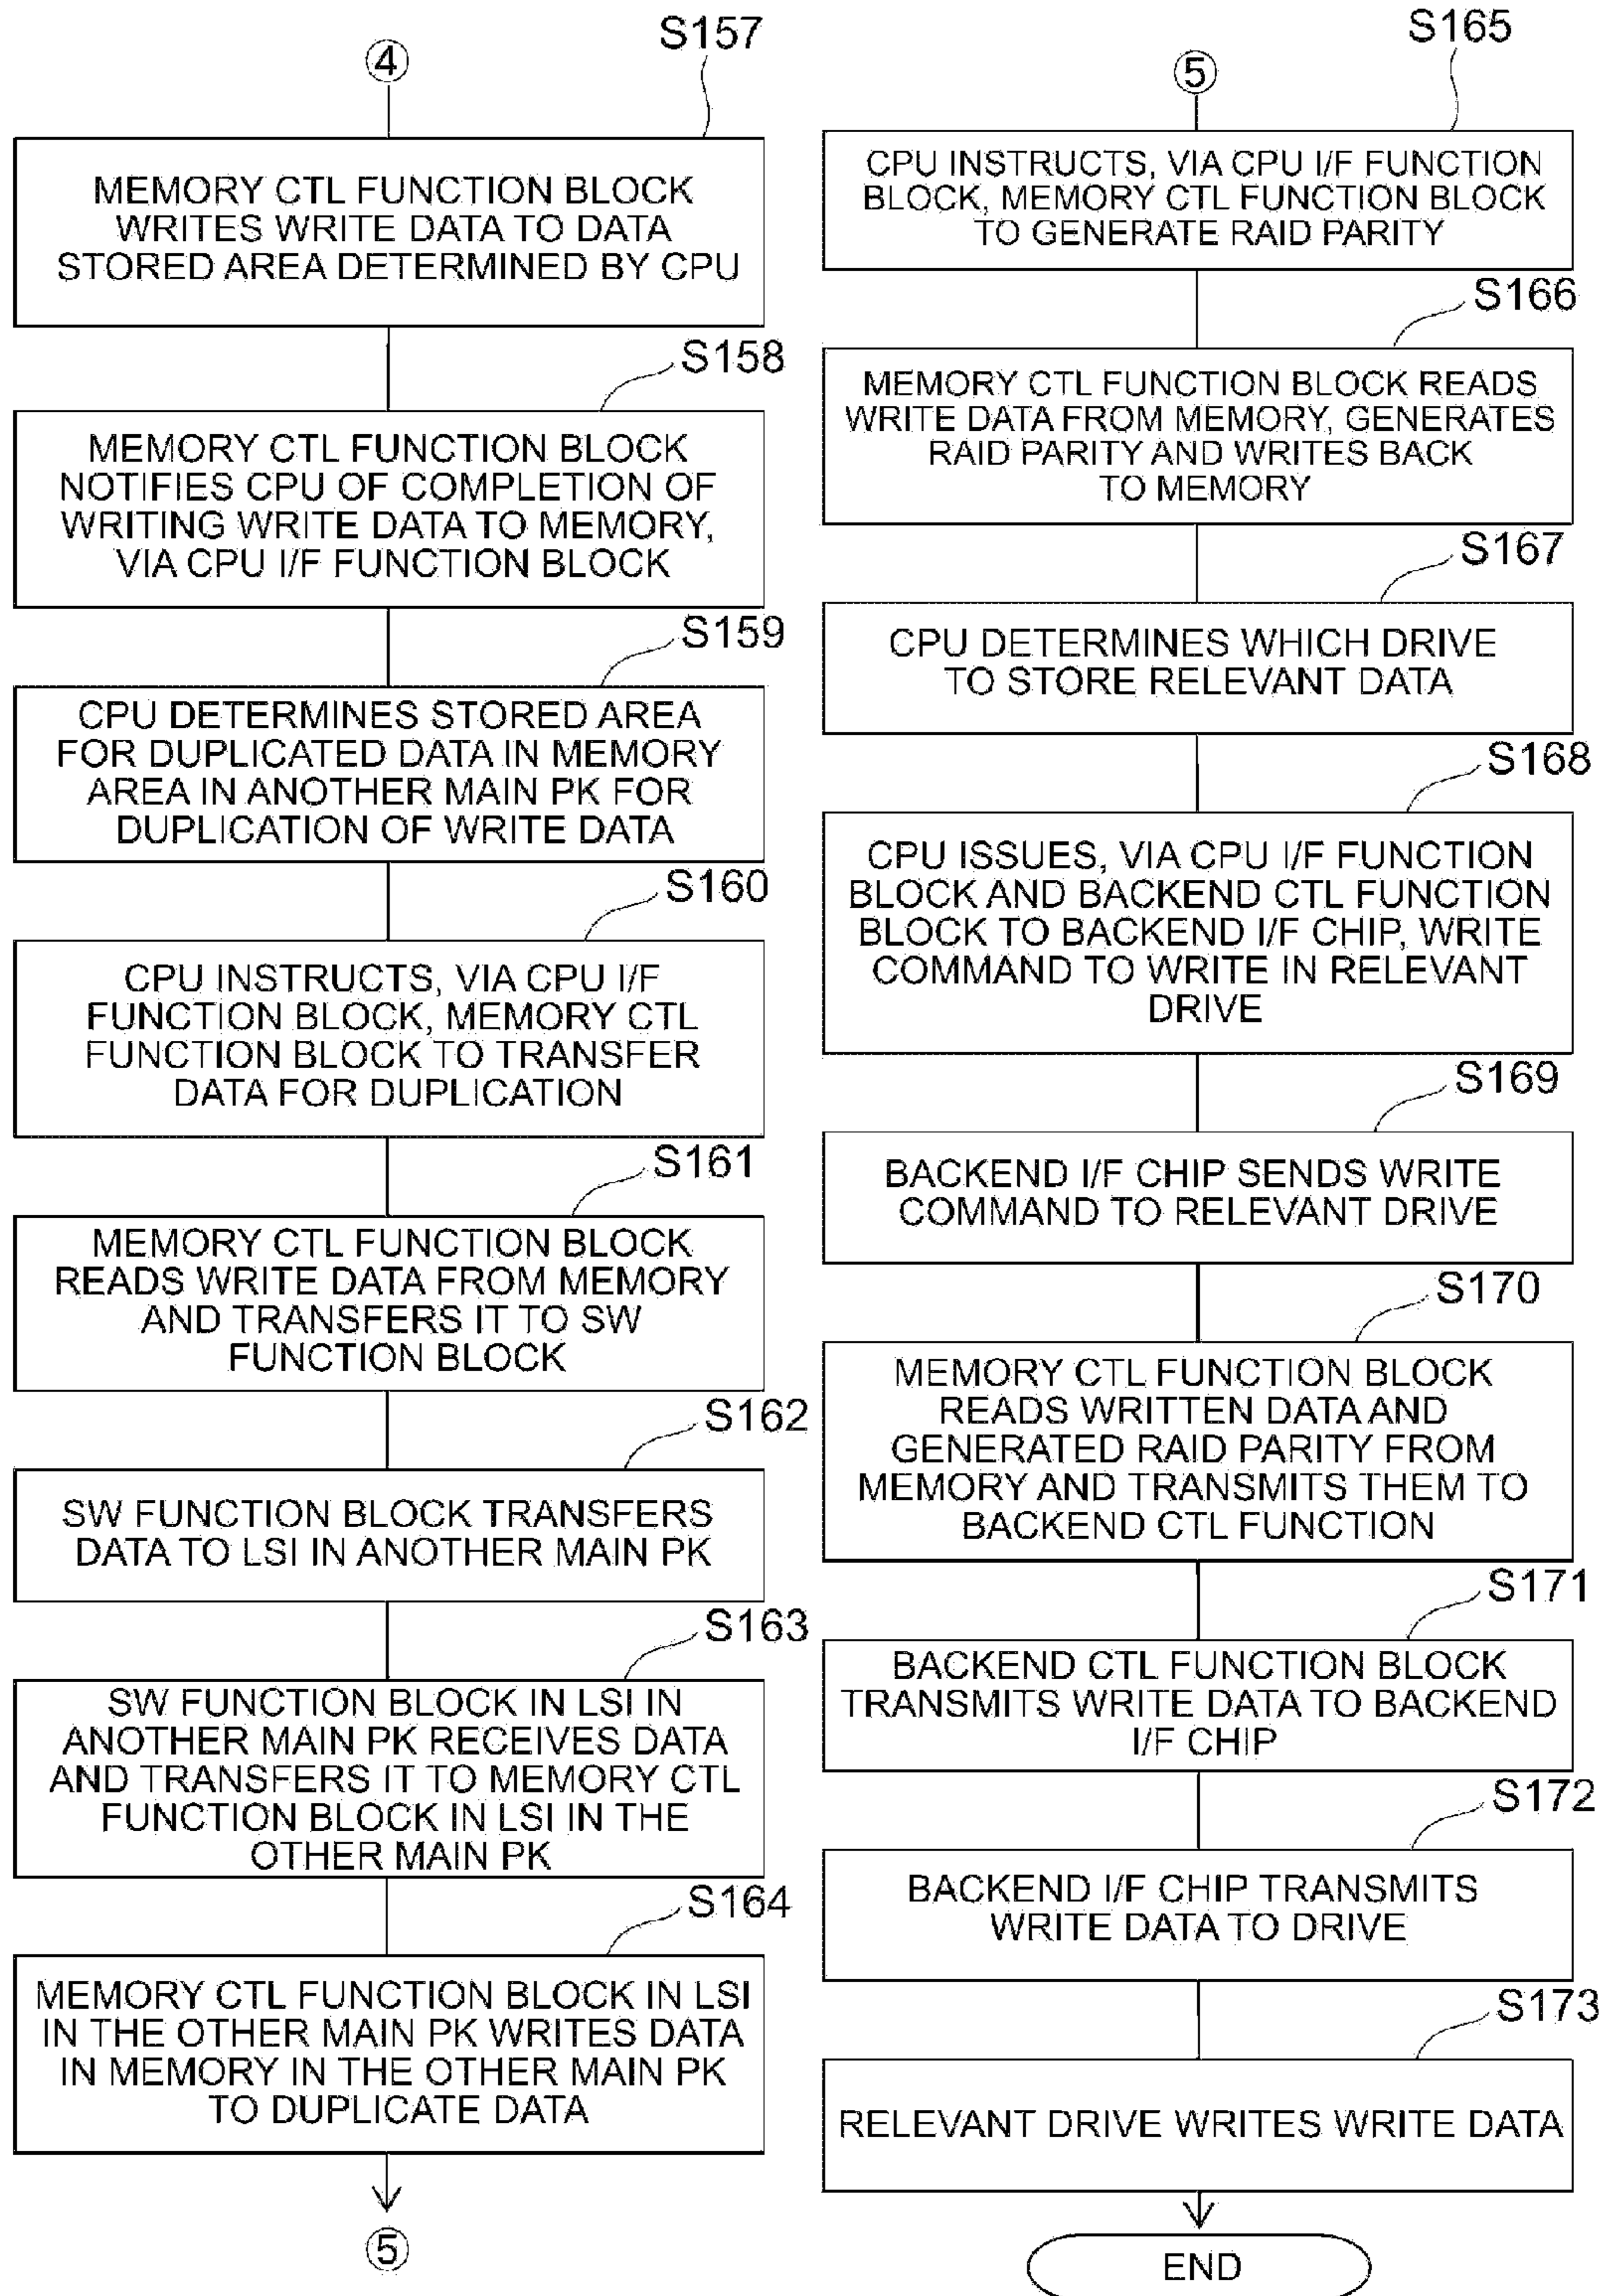 ④
S157
MEMORY CTL FUNCTION BLOCK
WRITES WRITE DATA TO DATA
STORED AREA DETERMINED BY CPU
S158
MEMORY CTL FUNCTION BLOCK
NOTIFIES CPU OF COMPLETION OF
WRITING WRITE DATA TO MEMORY,
VIA CPU I/F FUNCTION BLOCK
S159
CPU DETERMINES STORED AREA
FOR DUPLICATED DATA IN MEMORY
AREA IN ANOTHER MAIN PK FOR
DUPLICATION OF WRITE DATA
S160
CPU INSTRUCTS, VIA CPU I/F
FUNCTION BLOCK, MEMORY CTL
FUNCTION BLOCK TO TRANSFER
DATA FOR DUPLICATION
S161
MEMORY CTL FUNCTION BLOCK
READS WRITE DATA FROM MEMORY
AND TRANSFERS IT TO SW
FUNCTION BLOCK
S162
SW FUNCTION BLOCK TRANSFERS
DATA TO LSI IN ANOTHER MAIN PK
S163
SW FUNCTION BLOCK IN LSI IN
ANOTHER MAIN PK RECEIVES DATA
AND TRANSFERS IT TO MEMORY CTL
FUNCTION BLOCK IN LSI IN THE
OTHER MAIN PK
S164
MEMORY CTL FUNCTION BLOCK IN LSI
IN THE OTHER MAIN PK WRITES DATA
IN MEMORY IN THE OTHER MAIN PK
TO DUPLICATE DATA
⑤
⑤
S165
CPU INSTRUCTS, VIA CPU I/F FUNCTION
BLOCK, MEMORY CTL FUNCTION BLOCK
TO GENERATE RAID PARITY
S166
MEMORY CTL FUNCTION BLOCK READS
WRITE DATA FROM MEMORY, GENERATES
RAID PARITY AND WRITES BACK
TO MEMORY
S167
CPU DETERMINES WHICH DRIVE
TO STORE RELEVANT DATA
S168
CPU ISSUES, VIA CPU I/F FUNCTION
BLOCK AND BACKEND CTL FUNCTION
BLOCK TO BACKEND I/F CHIP, WRITE
COMMAND TO WRITE IN RELEVANT
DRIVE
S169
BACKEND I/F CHIP SENDS WRITE
COMMAND TO RELEVANT DRIVE
S170
MEMORY CTL FUNCTION BLOCK
READS WRITTEN DATA AND
GENERATED RAID PARITY FROM
MEMORY AND TRANSMITS THEM TO
BACKEND CTL FUNCTION
S171
BACKEND CTL FUNCTION BLOCK
TRANSMITS WRITE DATA TO BACKEND
I/F CHIP
S172
BACKEND I/F CHIP TRANSMITS
WRITE DATA TO DRIVE
S173
RELEVANT DRIVE WRITES WRITE DATA
END